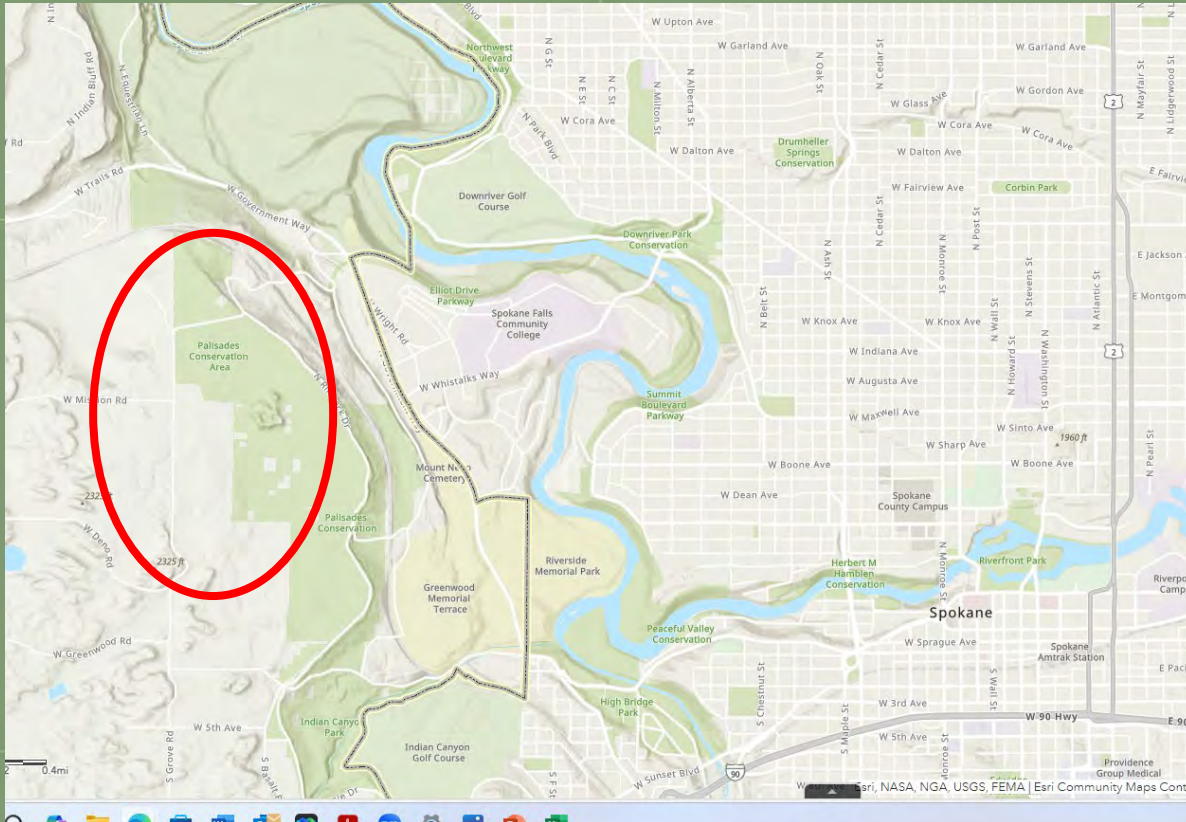 Northwest
Boulevard
Parkway
W Upton Ave
W Garland Ave
W Garland Ave
N Indian Bluff Rd
N Equestrian Ln
N G St
N E St
N C St
N Milton St
N Alberta St
N Oak St
N Cedar St
W Glass Ave
W Gordon Ave
2
N Mayfair St
N Lidgerwood St
W Cora Ave
N Park Blvd
W Cora Ave
W Cora Ave
Drumheller
Springs
Conservation
W Dalton Ave
W Dalton Ave
W Trails Rd
W Government Way
Downriver Golf
Course
W Fairview Ave
Corbin Park
N Cedar St
N Post St
N Monroe St
Downriver Park
Conservation
N Ash St
N Stevens St
N Atlantic St
E Jackson
Elliot Drive
Parkway
N Belt St
Spokane Falls
Community
College
W Knox Ave
W Knox Ave
N Wall St
N Howard St
N Washington St
N Wright Rd
Palisades
Conservation
Area
W Indiana Ave
2
W Whistalks Way
W Augusta Ave
W Mission Rd
Summit
Boulevard
Parkway
W Maxwell Ave
W Sinto Ave
W Sharp Ave
1960 ft
N Pearl St
Mount
Cemetery
W Boone Ave
W Boone Ave
W Dean Ave
Spokane
County Campus
2325 ft
W Deno Rd
Palisades
Conservation
2325 ft
Greenwood
Memorial
Terrace
Riverside
Memorial Park
Herbert M
Hamblen
Conservation
N Monroe St
Riverfront Park
Spokane
Peaceful Valley
Conservation
W Greenwood Rd
W Sprague Ave
Spokane
Amtrak Station
S Chestnut St
S Maple St
S Wall St
High Bridge
Park
W 3rd Ave
W 90 Hwy
E 90
Indian Canyo
Park
W 5th Ave
W 5th Ave
Indian Canyon
Golf Course
S Grove Rd
S F St
W Sunset Blvd
90
Providence
Group Medical
0.4mi
Esri, NASA, NGA, USGS, FEMA | Esri Community Maps Cont